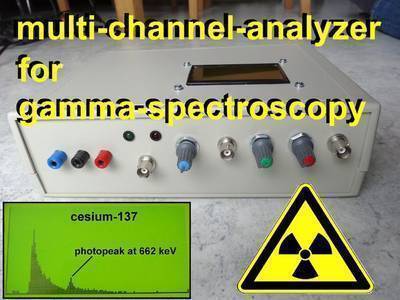 multi-channel-analyzer
for
gamma-spectroscopy
cesium-137
photopeak at 662 keV